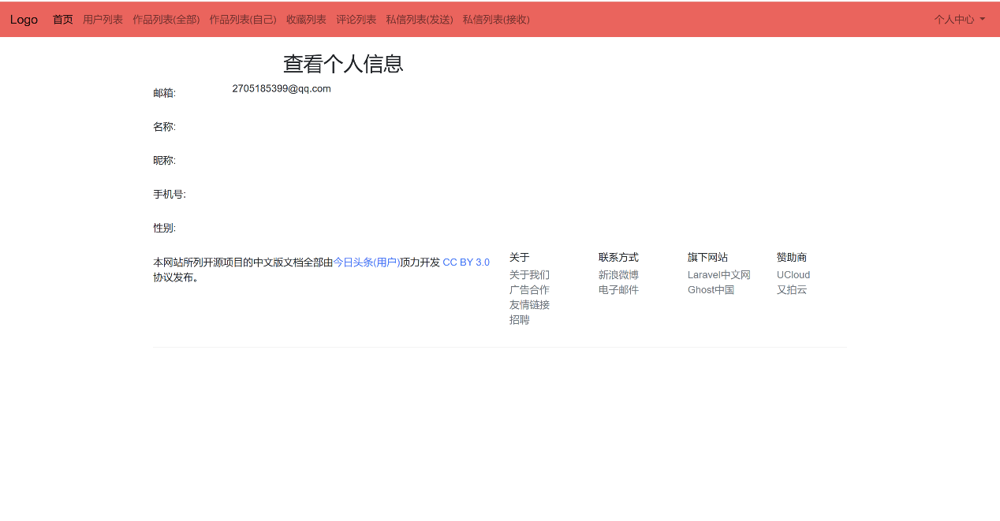 Logo 首页 用户列表 作品列表(全部) 作品列表(自己) 收藏列表 评论列表 私信列表(发送) 私信列表(接收) 个人中心
查看个人信息
邮箱: 2705185399@qq.com
名称:
昵称:
手机号:
性别:
本网站所列开源项目的中文版文档全部由今日头条(用户)顶力开发 CC BY 3.0
协议发布。
关于
关于我们
广告合作
友情链接
招聘
联系方式
新浪微博
电子邮件
旗下网站
Laravel中文网
Ghost中国
赞助商
UCloud
又拍云